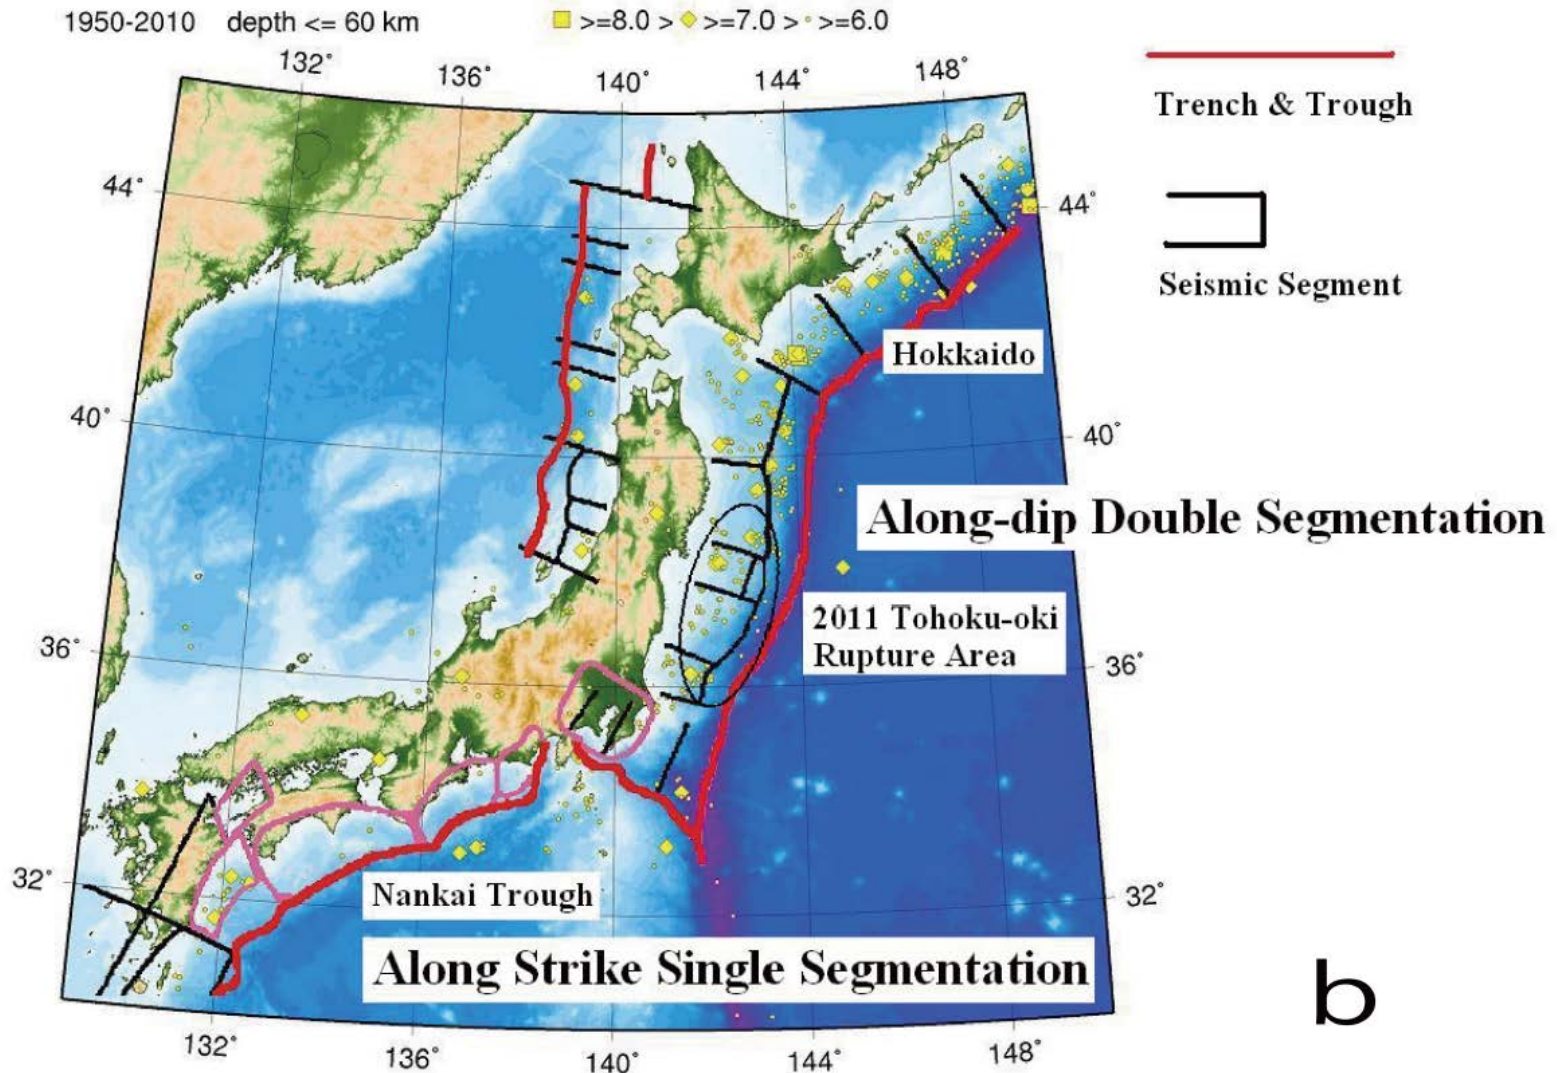 1950-2010 depth <= 60 km >=8.0 > >=7.0 > >=6.0
132° 136° 140° 144° 148°
Trench & Trough
44° 44°
Seismic Segment
Hokkaido
40° 40°
Along-dip Double Segmentation
2011 Tohoku-oki
Rupture Area
36° 36°
32° 32°
Nankai Trough
Along Strike Single Segmentation
b
132° 136° 140° 144° 148°